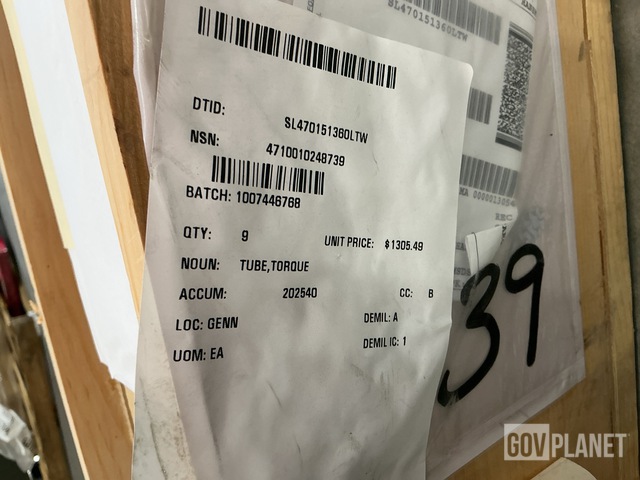 DTID: SL470151360LTW
NSN: 4710010248739
BATCH: 1007446768
QTY: 9 UNIT PRICE: $1305.49
NOUN: TUBE,TORQUE
ACCUM: 202540 CC: B
LOC: GENN DEMIL: A
UOM: EA DEMIL IC: 1
SL470151360LTW
39
GOVPLANET